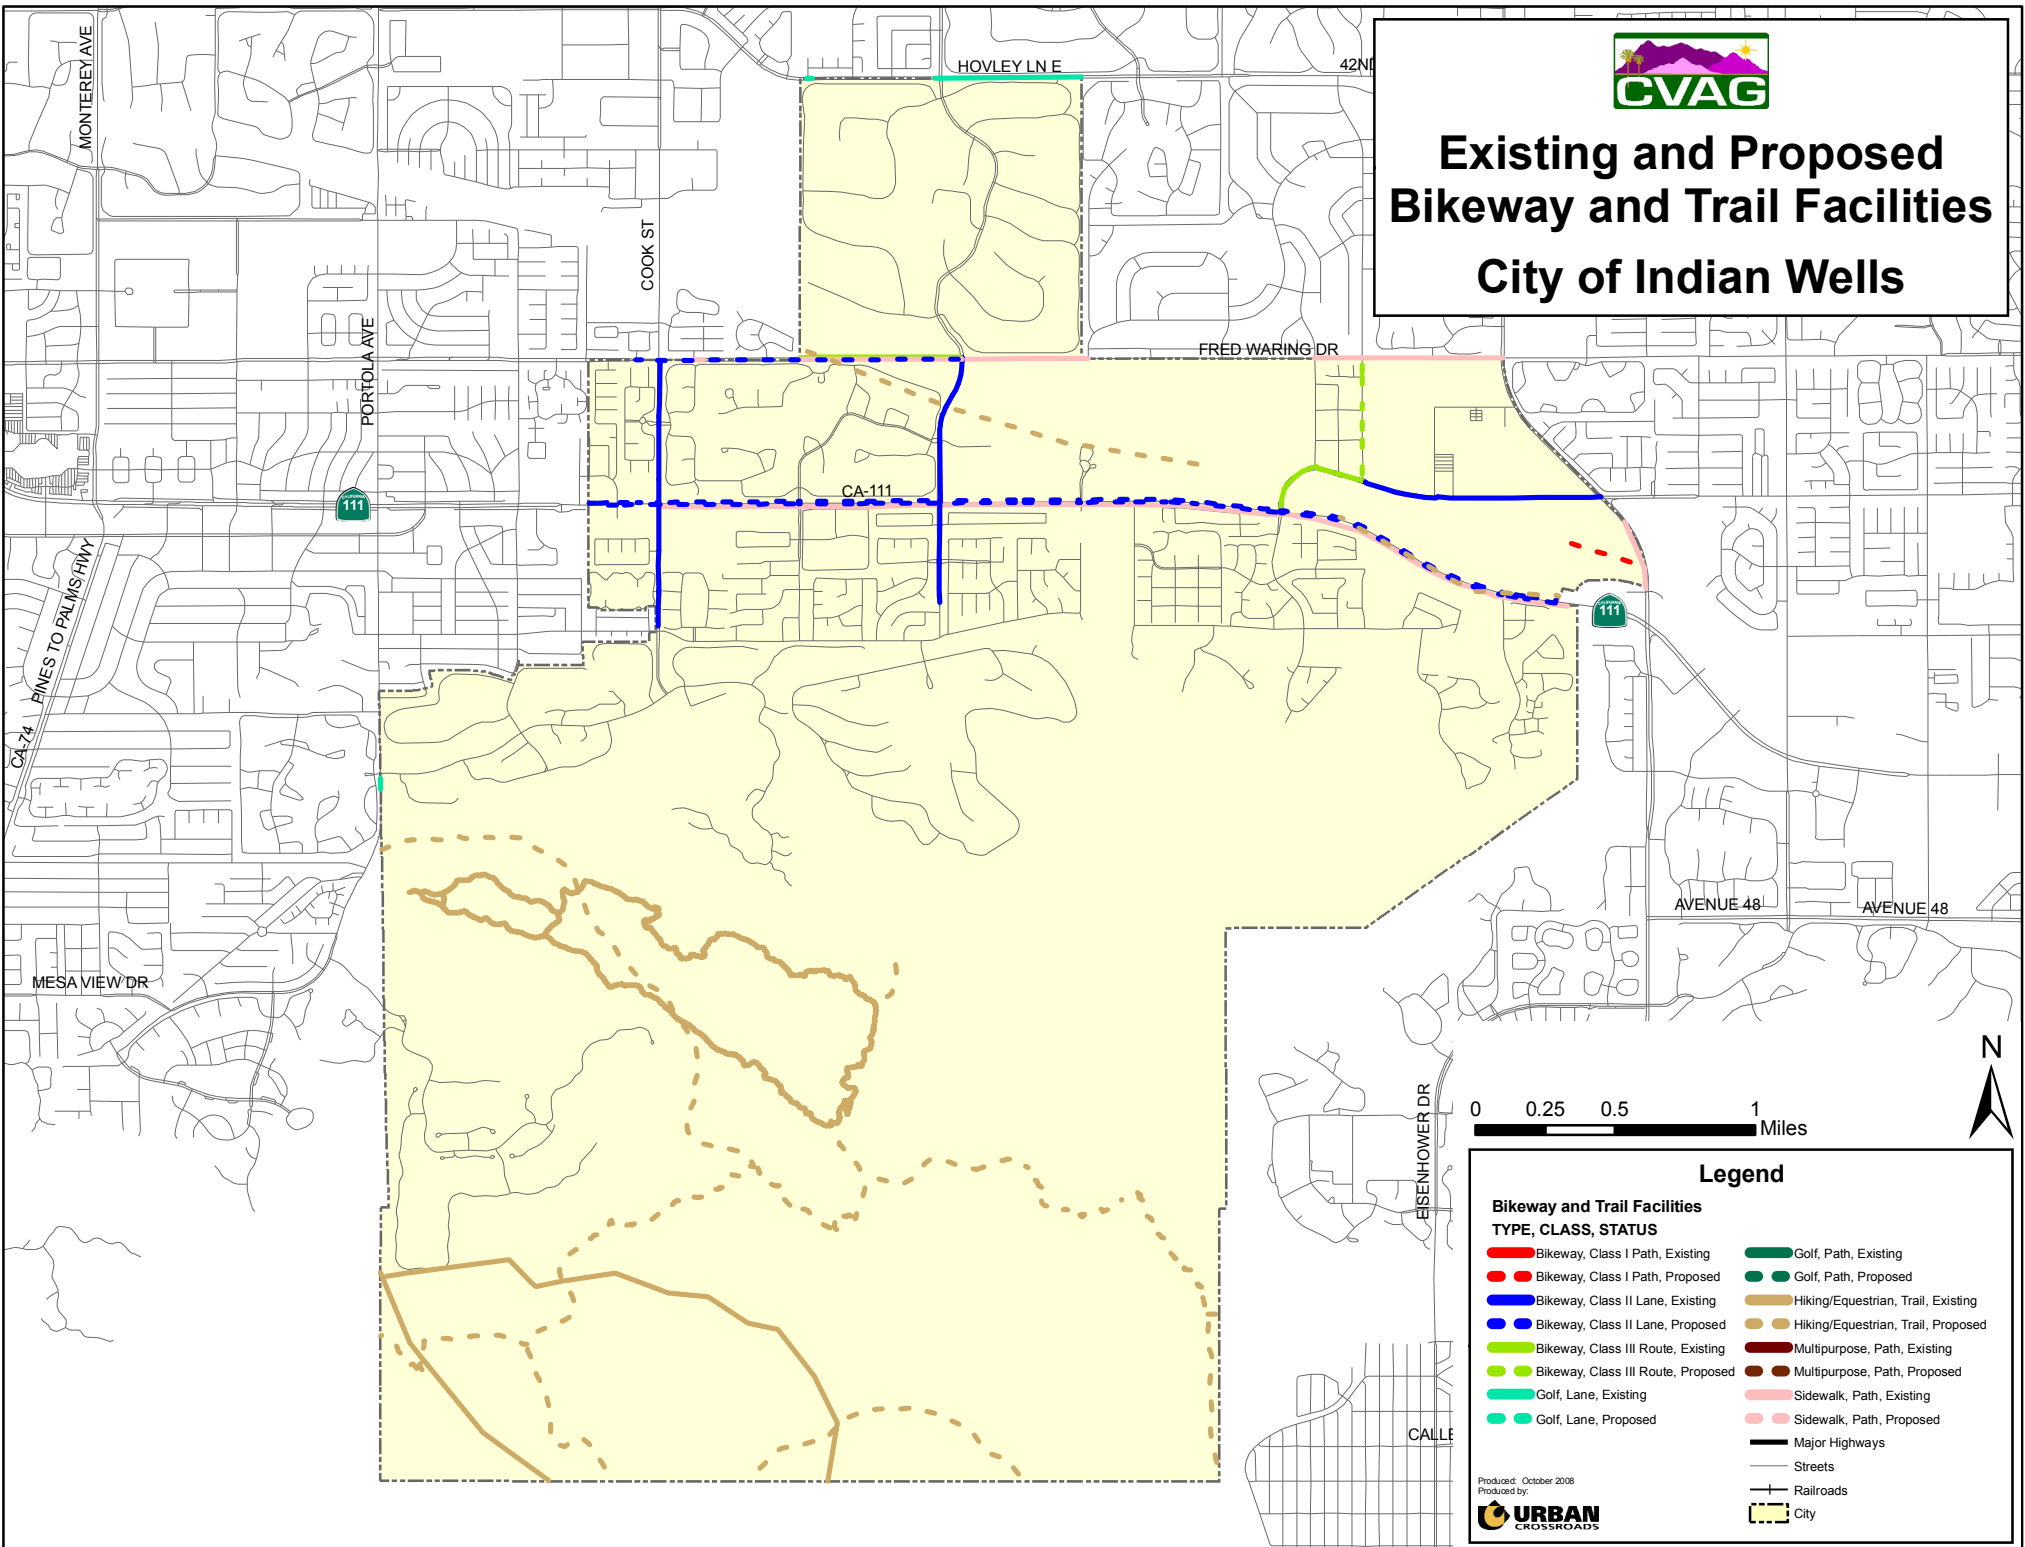 CVAG
Existing and Proposed
Bikeway and Trail Facilities
City of Indian Wells
MONTEREY AVE
HOVLEY LN E
42ND
COOK ST
PORTOLA AVE
FRED WARING DR
CA-111
CALIFORNIA
111
CALIFORNIA
111
PINES TO PALMS HWY
CA-74
AVENUE 48
AVENUE 48
MESA VIEW DR
EISENHOWER DR
CALLE
N
0 0.25 0.5 1
Miles
Legend
Bikeway and Trail Facilities
TYPE, CLASS, STATUS
Bikeway, Class I Path, Existing
Bikeway, Class I Path, Proposed
Bikeway, Class II Lane, Existing
Bikeway, Class II Lane, Proposed
Bikeway, Class III Route, Existing
Bikeway, Class III Route, Proposed
Golf, Lane, Existing
Golf, Lane, Proposed
Golf, Path, Existing
Golf, Path, Proposed
Hiking/Equestrian, Trail, Existing
Hiking/Equestrian, Trail, Proposed
Multipurpose, Path, Existing
Multipurpose, Path, Proposed
Sidewalk, Path, Existing
Sidewalk, Path, Proposed
Major Highways
Streets
Railroads
City
Produced: October 2008
Produced by:
URBAN
CROSSROADS